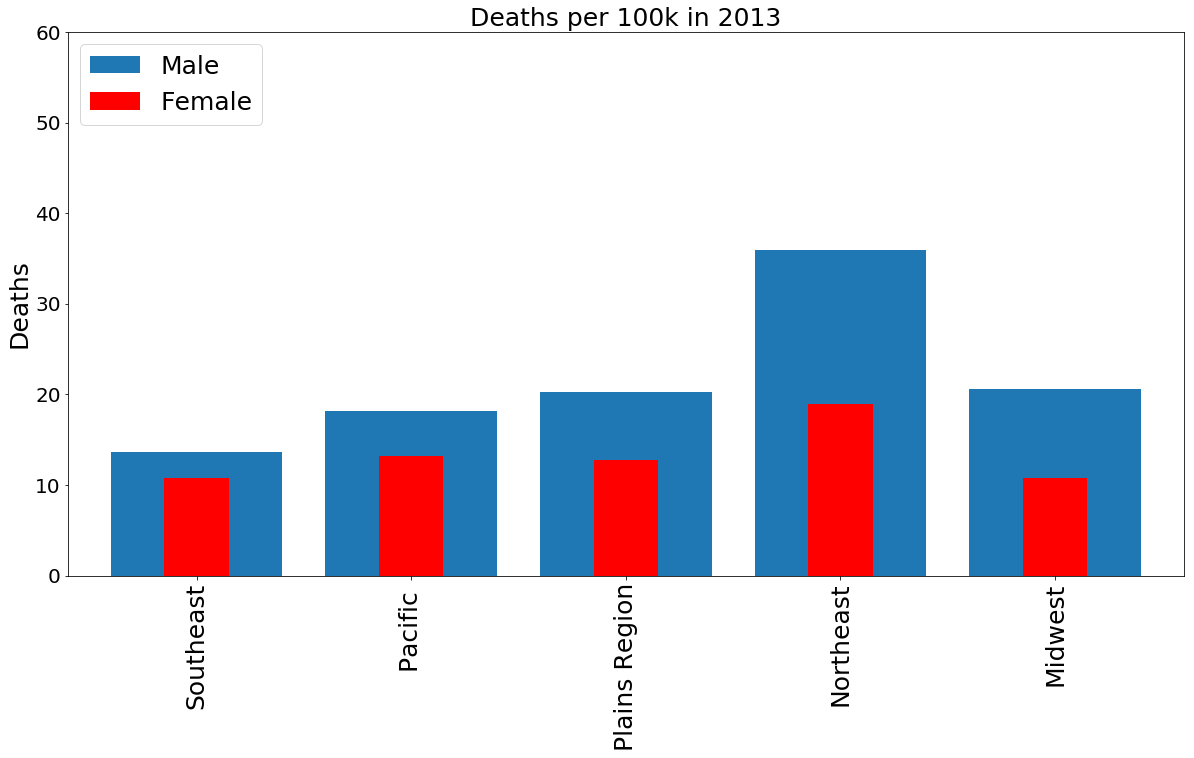 Deaths per 100k in 2013
Male
Female
Deaths
60
50
40
30
20
10
0
Southeast
Pacific
Plains Region
Northeast
Midwest